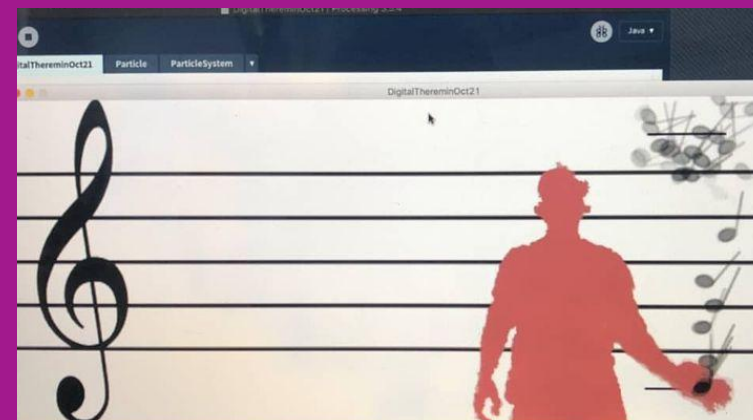 DigitalThereminOct21 | Processing 3.5.4
Java ▼
italThereminOct21 Particle ParticleSystem ▼
DigitalThereminOct21